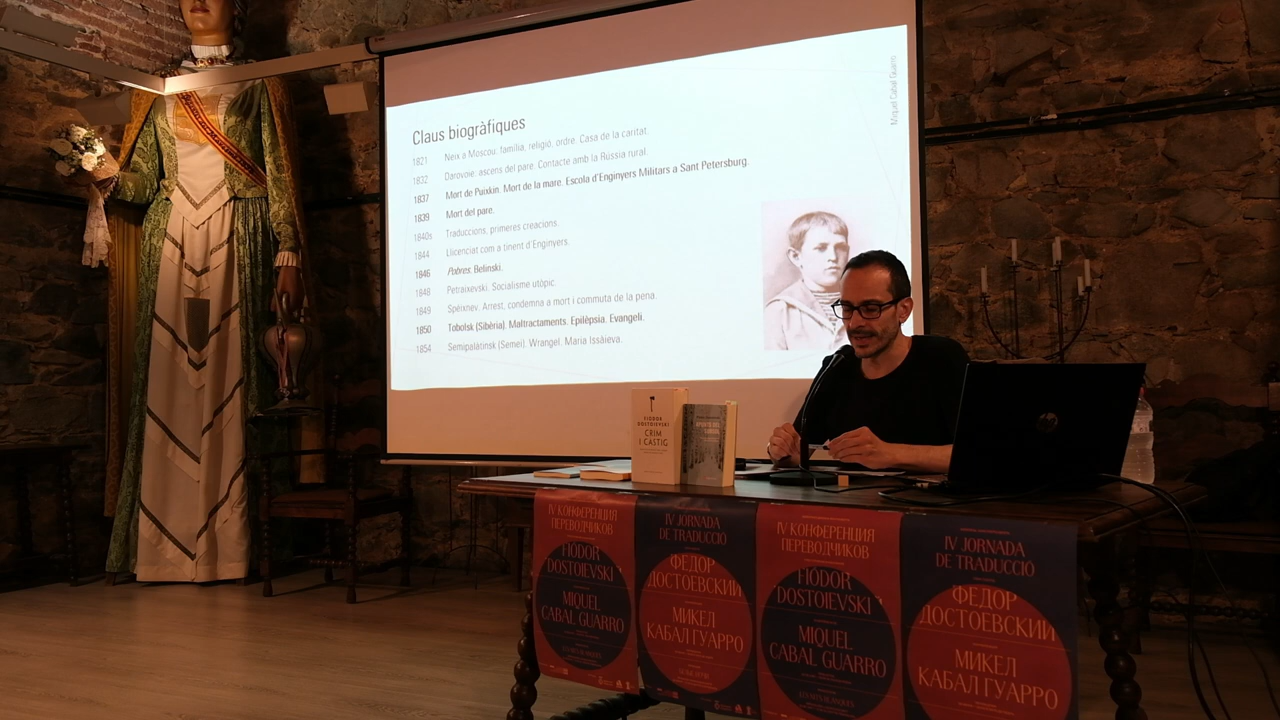 Claus biogràfiques
1821 Neix a Moscou: família, religió, ordre. Casa de la caritat.
1832 Darovoie: ascens del pare. Contacte amb la Rússia rural.
1837 Mort de Puixkin. Mort de la mare. Escola d'Enginyers Militars a Sant Petersburg.
1839 Mort del pare.
1840s Traduccions, primeres creacions.
1844 Llicenciat com a tinent d'Enginyers.
1846 Pobres. Belinski.
1848 Petraixevski. Socialisme utòpic.
1849 Spéixnev. Arrest, condemna a mort i commuta de la pena.
1850 Tobolsk (Sibèria). Maltractaments. Epilèpsia. Evangeli.
1854 Semipalàtinsk (Semei). Wrangel. Maria Issàieva.
Miquel Cabal Guarro
FIÓDOR
DOSTOIEVSKI
CRIM
I CÀSTIG
IV КОНФЕРЕНЦИЯ
ПЕРЕВОДЧИКОВ
FIÓDOR
DOSTOIEVSKI
MIQUEL
CABAL GUARRO
IV JORNADA
DE TRADUCCIÓ
ФЕДОР
ДОСТОЕВСКИЙ
МИКЕЛ
КАБАЛ ГУАРРО
IV КОНФЕРЕНЦИЯ
ПЕРЕВОДЧИКОВ
FIÓDOR
DOSTOIEVSKI
MIQUEL
CABAL GUARRO
IV JORNADA
DE TRADUCCIÓ
ФЕДОР
ДОСТОЕВСКИЙ
МИКЕЛ
КАБАЛ ГУАРРО
hp